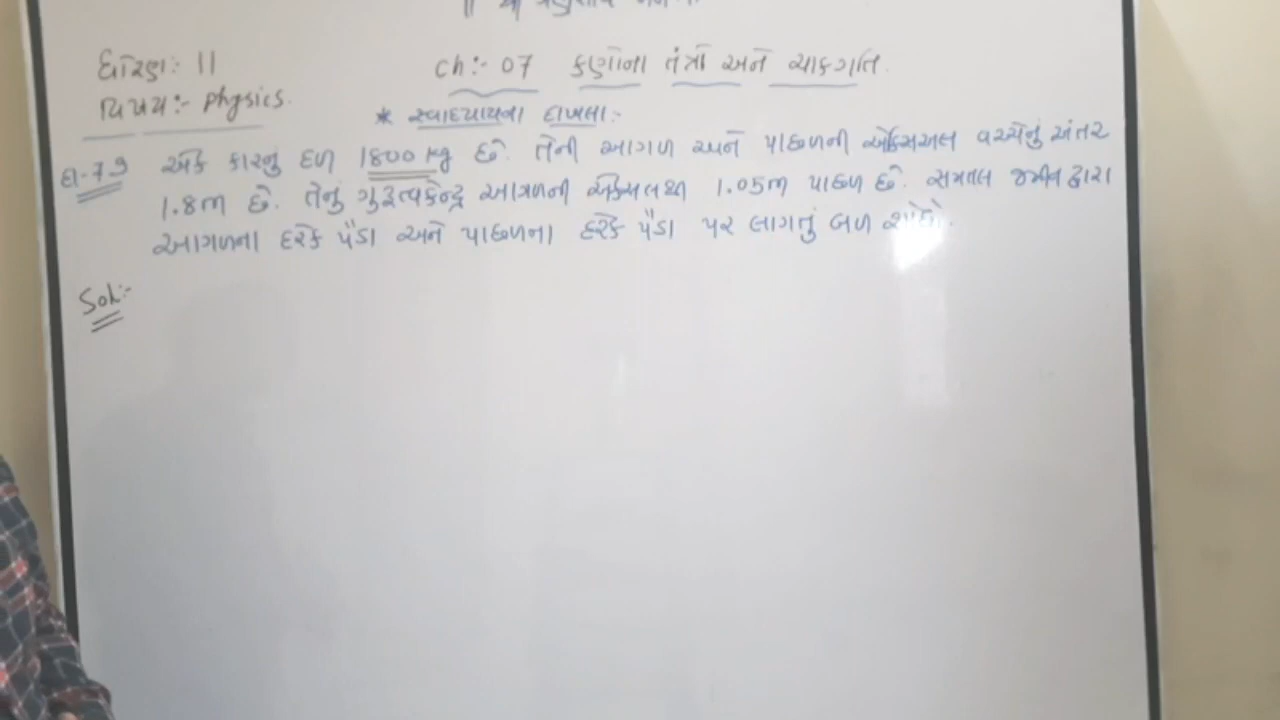 ધોરણ: 11
ch:- 07 કણોના તંત્રો અને ચાકગતિ.
વિષય:- physics.
* સ્વાધ્યાયના દાખલા:-
દા-7.9 એક કારનું દળ 1800 kg છે. તેની આગળ અને પાછળની એક્સિઅલ વચ્ચેનું અંતર
1.8m છે. તેનું ગુરુત્વકેન્દ્ર આગળની એક્સિલથી 1.05m પાછળ છે. સમતલ જમીન દ્વારા
આગળના દરેક પૈંડા અને પાછળના દરેક પૈંડા પર લાગતું બળ શોધો.
Sol:-